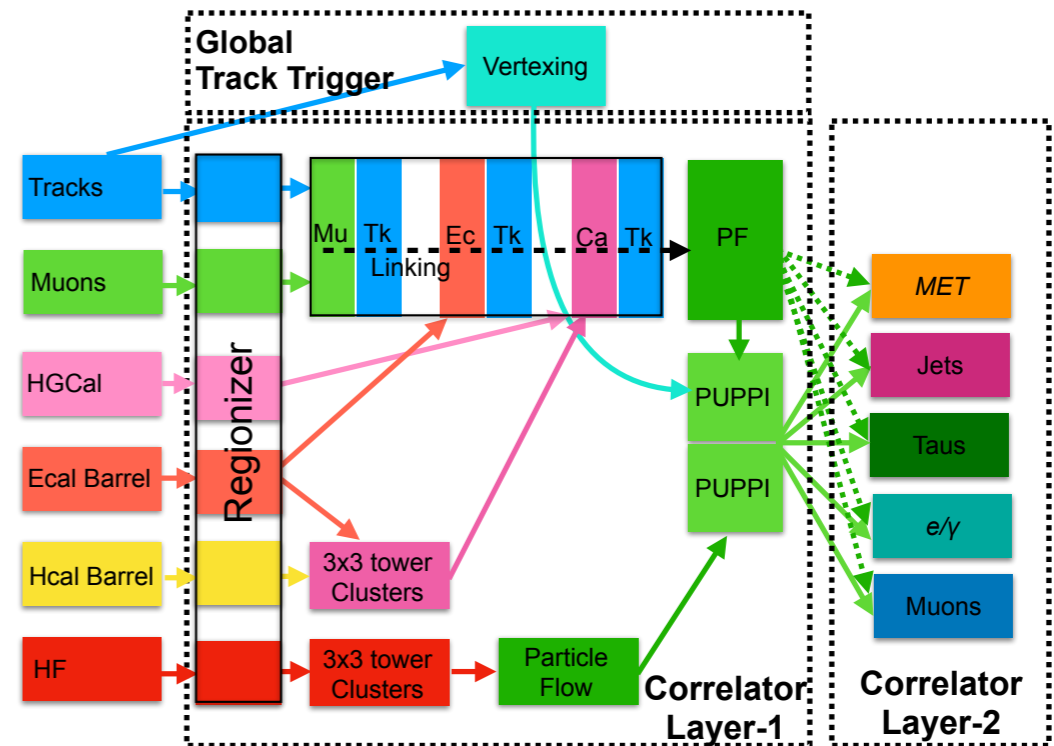 Global
Track Trigger
Vertexing
Tracks
Muons
HGCal
Ecal Barrel
Hcal Barrel
HF
Regionizer
Mu
Tk
Ec
Tk
Ca
Tk
Linking
3x3 tower
Clusters
3x3 tower
Clusters
Particle
Flow
PF
PUPPI
PUPPI
Correlator
Layer-1
MET
Jets
Taus
e/γ
Muons
Correlator
Layer-2